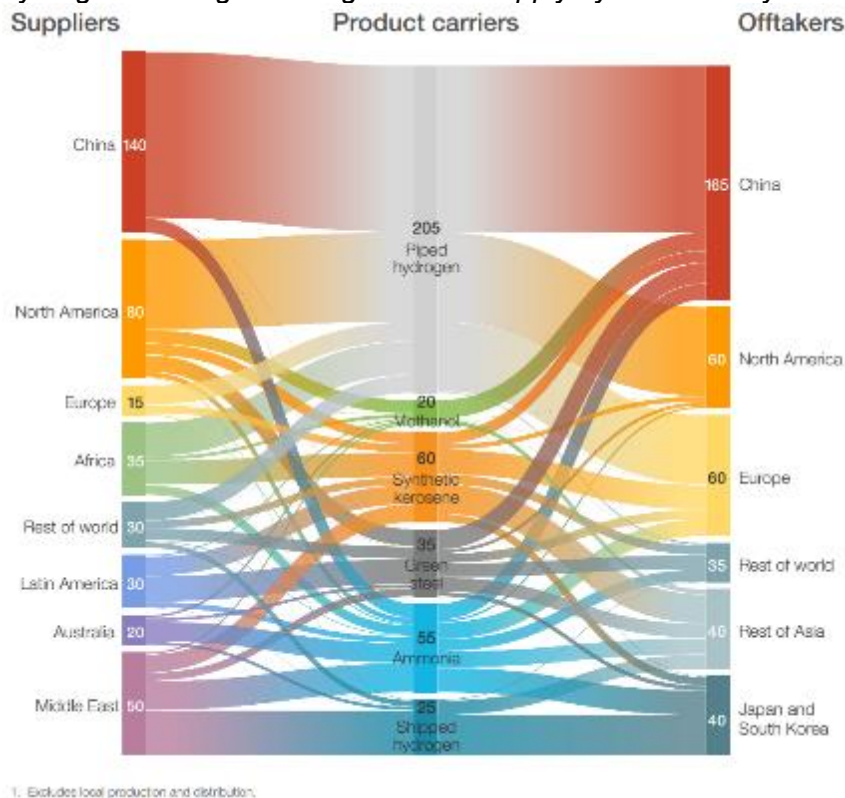 Suppliers Product carriers Offtakers
China 140
North America 80
Europe 15
Africa 35
Rest of world 30
Latin America 30
Australia 20
Middle East 50
205
Piped
hydrogen
20
Methanol
60
Synthetic
kerosene
35
Green
steel
55
Ammonia
25
Shipped
hydrogen
165 China
60 North America
60 Europe
35 Rest of world
40 Rest of Asia
40 Japan and
South Korea
1. Excludes local production and distribution.